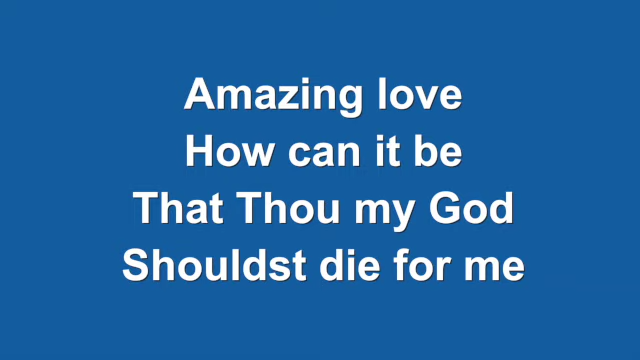 Amazing love
How can it be
That Thou my God
Shouldst die for me